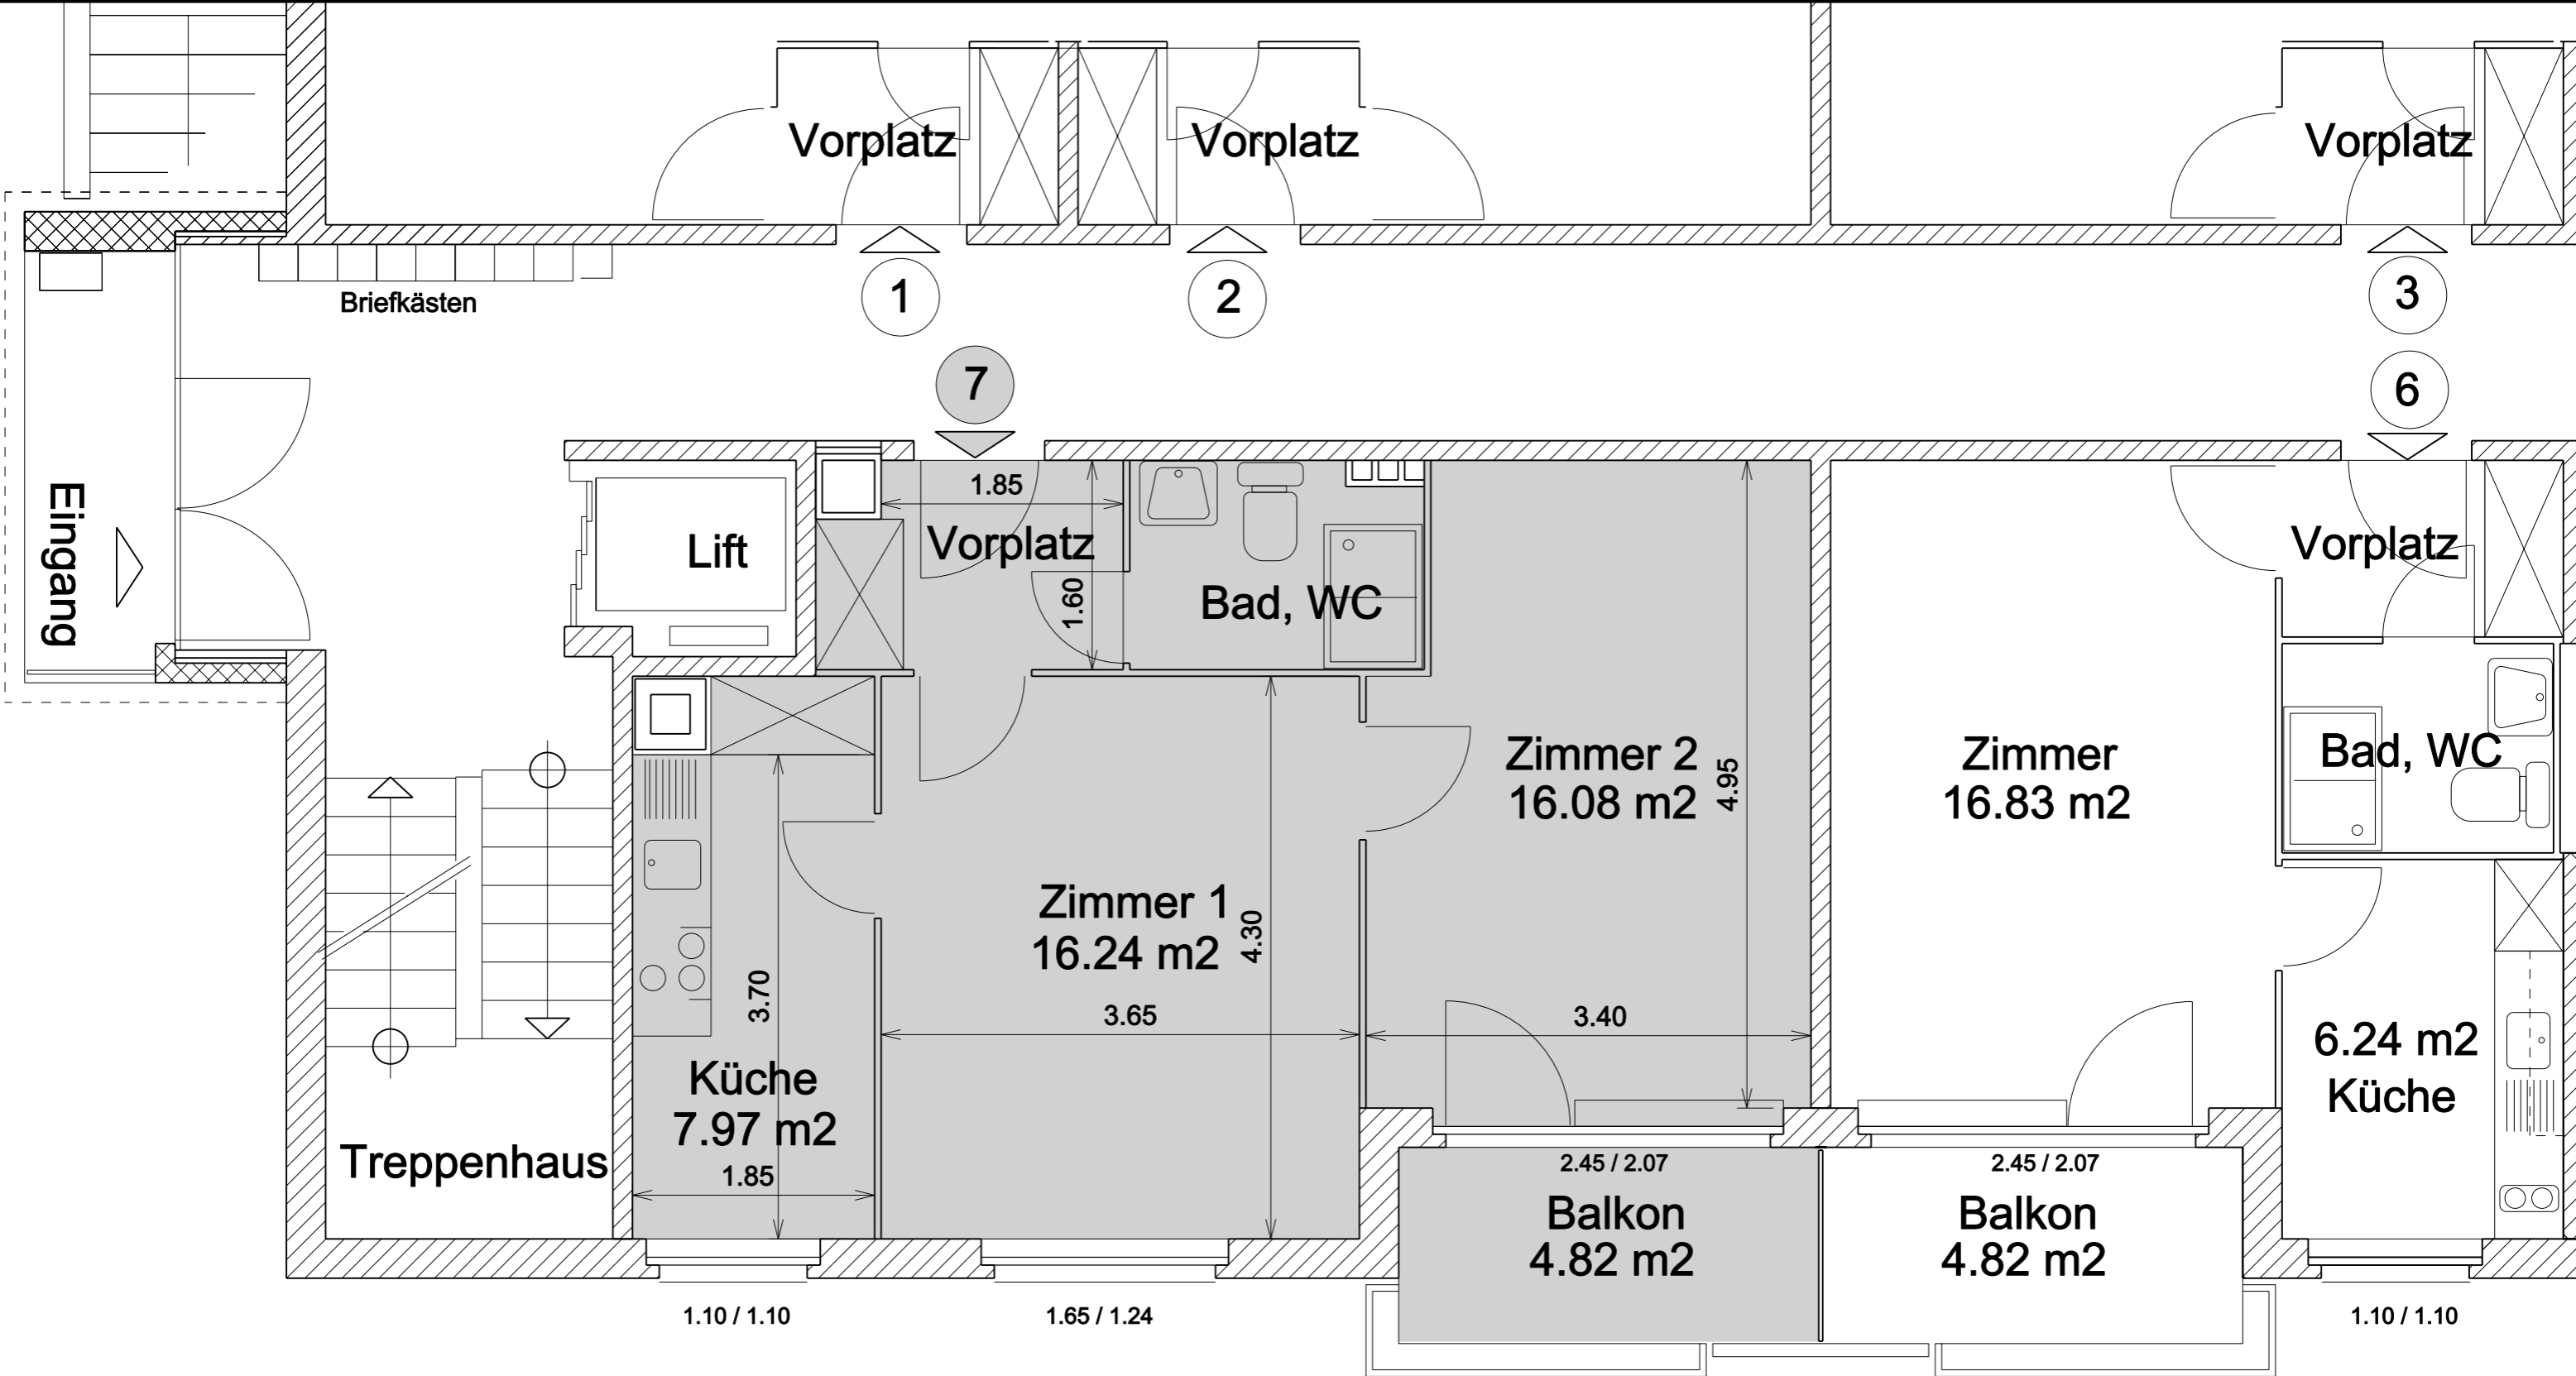 Vorplatz
Vorplatz
Vorplatz
Briefkästen
1
2
3
7
6
Eingang
Lift
1.85
Vorplatz
1.60
Bad, WC
Vorplatz
Zimmer 2
16.08 m2
4.95
Zimmer
16.83 m2
Bad, WC
Zimmer 1
16.24 m2
4.30
3.70
3.65
3.40
Küche
7.97 m2
1.85
6.24 m2
Küche
Treppenhaus
2.45 / 2.07
Balkon
4.82 m2
2.45 / 2.07
Balkon
4.82 m2
1.10 / 1.10
1.65 / 1.24
1.10 / 1.10